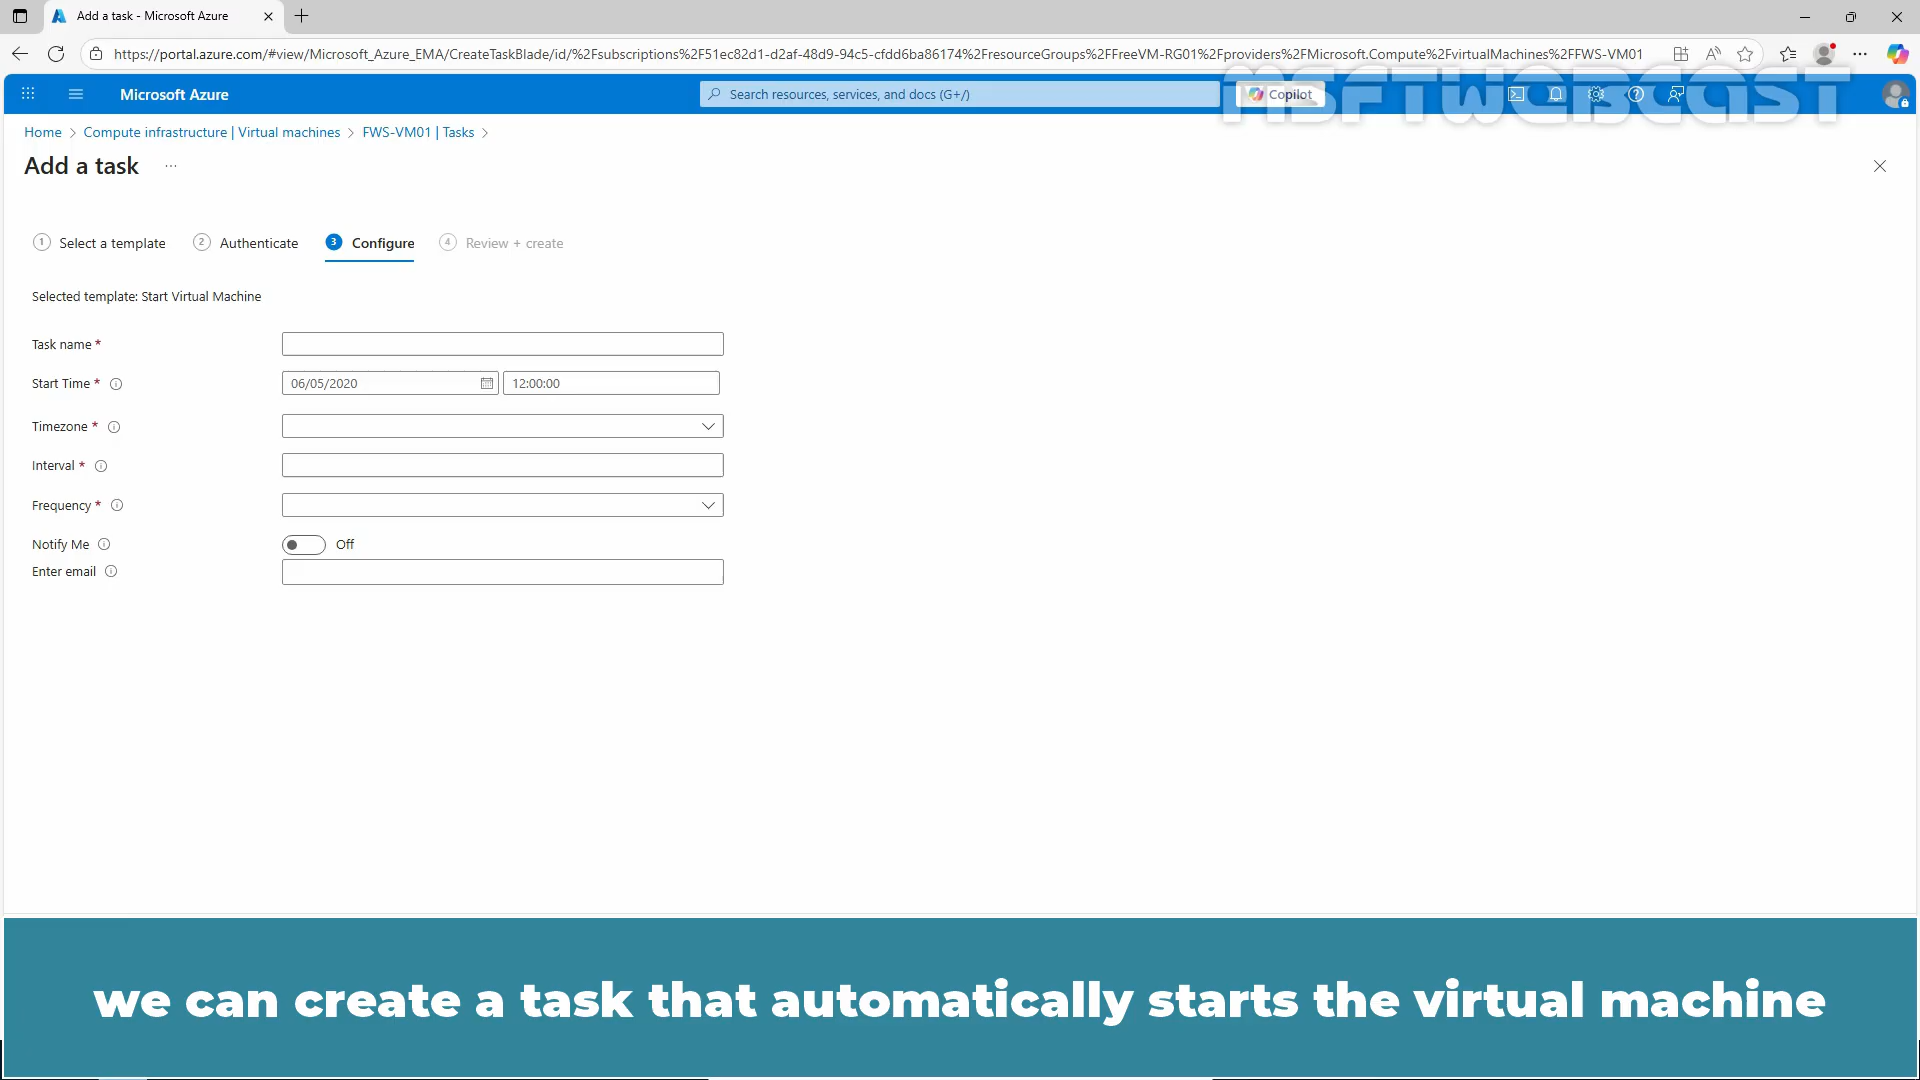 Add a task - Microsoft Azure
https://portal.azure.com/#view/Microsoft_Azure_EMA/CreateTaskBlade/id/%2Fsubscriptions%2F51ec82d1-d2af-48d9-94c5-cfdd6ba86174%2FresourceGroups%2FFreeVM-RG01%2Fproviders%2FMicrosoft.Compute%2FvirtualMachines%2FFWS-VM01
Microsoft Azure
Search resources, services, and docs (G+/)
Copilot
MSFTWEBCAST
Home > Compute infrastructure | Virtual machines > FWS-VM01 | Tasks >
Add a task ...
1 Select a template 2 Authenticate 3 Configure 4 Review + create
Selected template: Start Virtual Machine
Task name *
Start Time * 06/05/2020 12:00:00
Timezone *
Interval *
Frequency *
Notify Me Off
Enter email
we can create a task that automatically starts the virtual machine